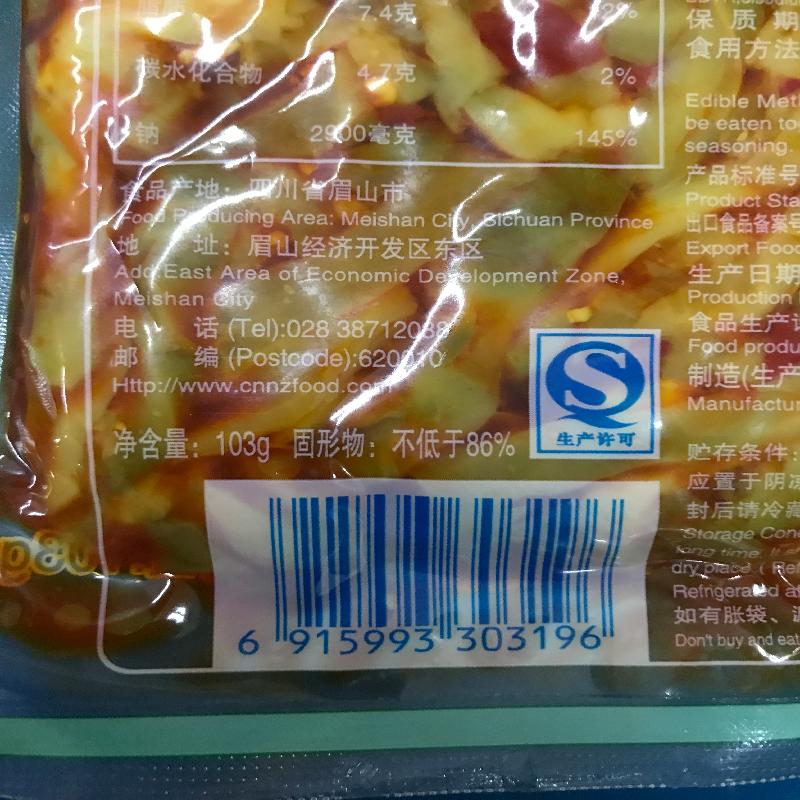 7.4克 2%
碳水化合物 4.7克 2%
钠 2900毫克 145%
食品产地：四川省眉山市
Food Producing Area: Meishan City, Sichuan Province
地 址：眉山经济开发区东区
Add:East Area of Economic Development Zone,
Meishan City
电 话 (Tel):028 38712088
邮 编 (Postcode):620010
Http://www.cnnzfood.com
净含量：103g 固形物：不低于86%
生产许可
6 915993 303196
保 质 期
食用方法
Edible Met
be eaten to
seasoning.
产品标准号
Product Sta
出口食品备案号
Export Food
生产日期
Production
食品生产许
Food produ
制造(生产
Manufactur
贮存条件：
应置于阴凉
封后请冷藏
Storage Cond
long time. It sh
dry place ( Ref
Refrigerated af
如有胀袋、
Don't buy and eat